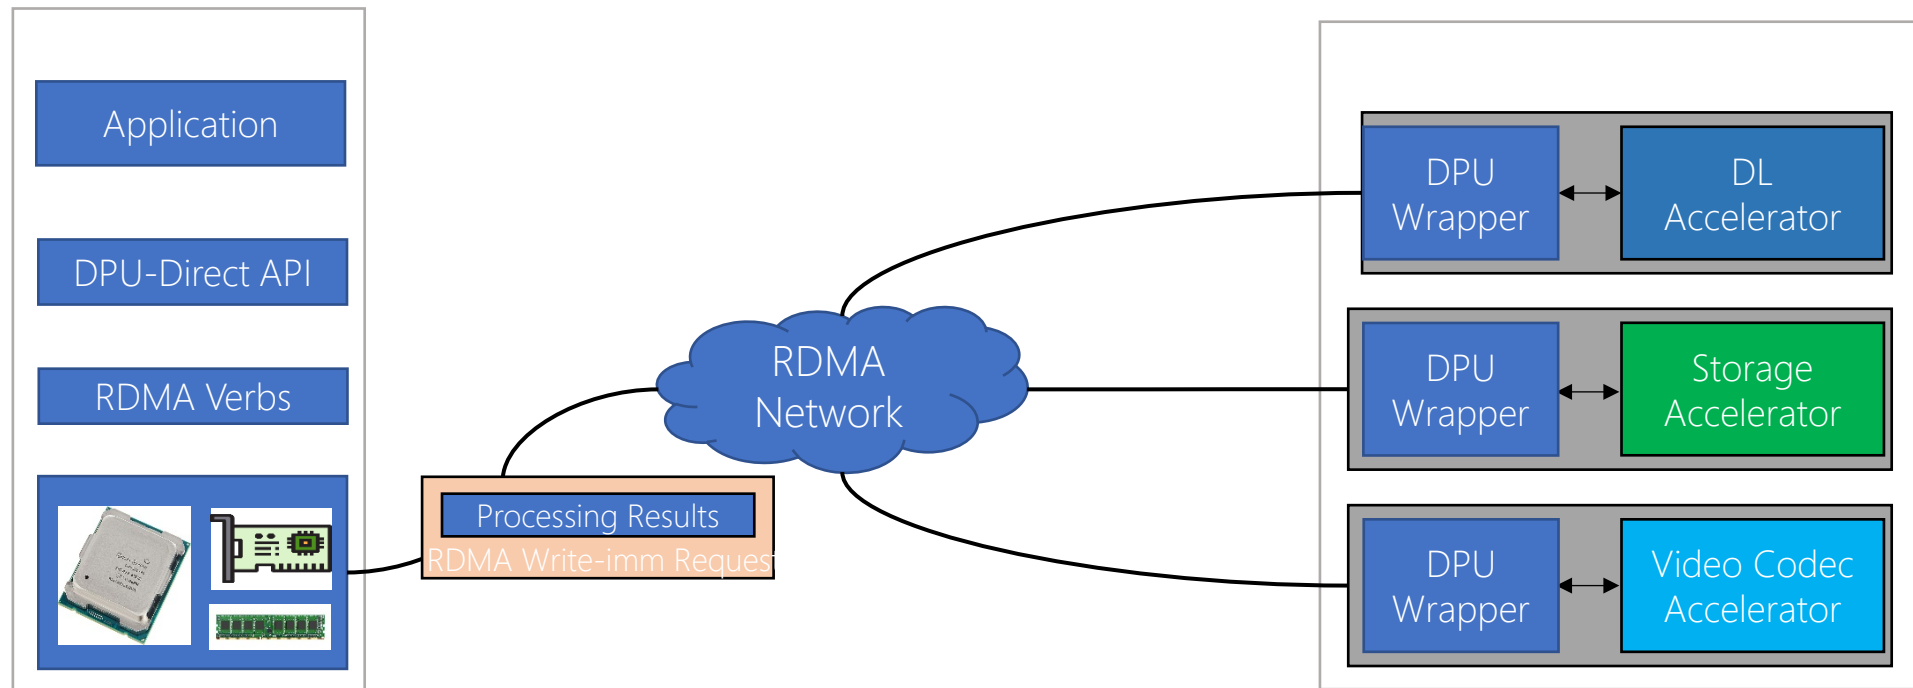 Application
DPU-Direct API
RDMA Verbs
Processing Results
RDMA Write-imm Request
RDMA
Network
DPU
Wrapper
DL
Accelerator
DPU
Wrapper
Storage
Accelerator
DPU
Wrapper
Video Codec
Accelerator